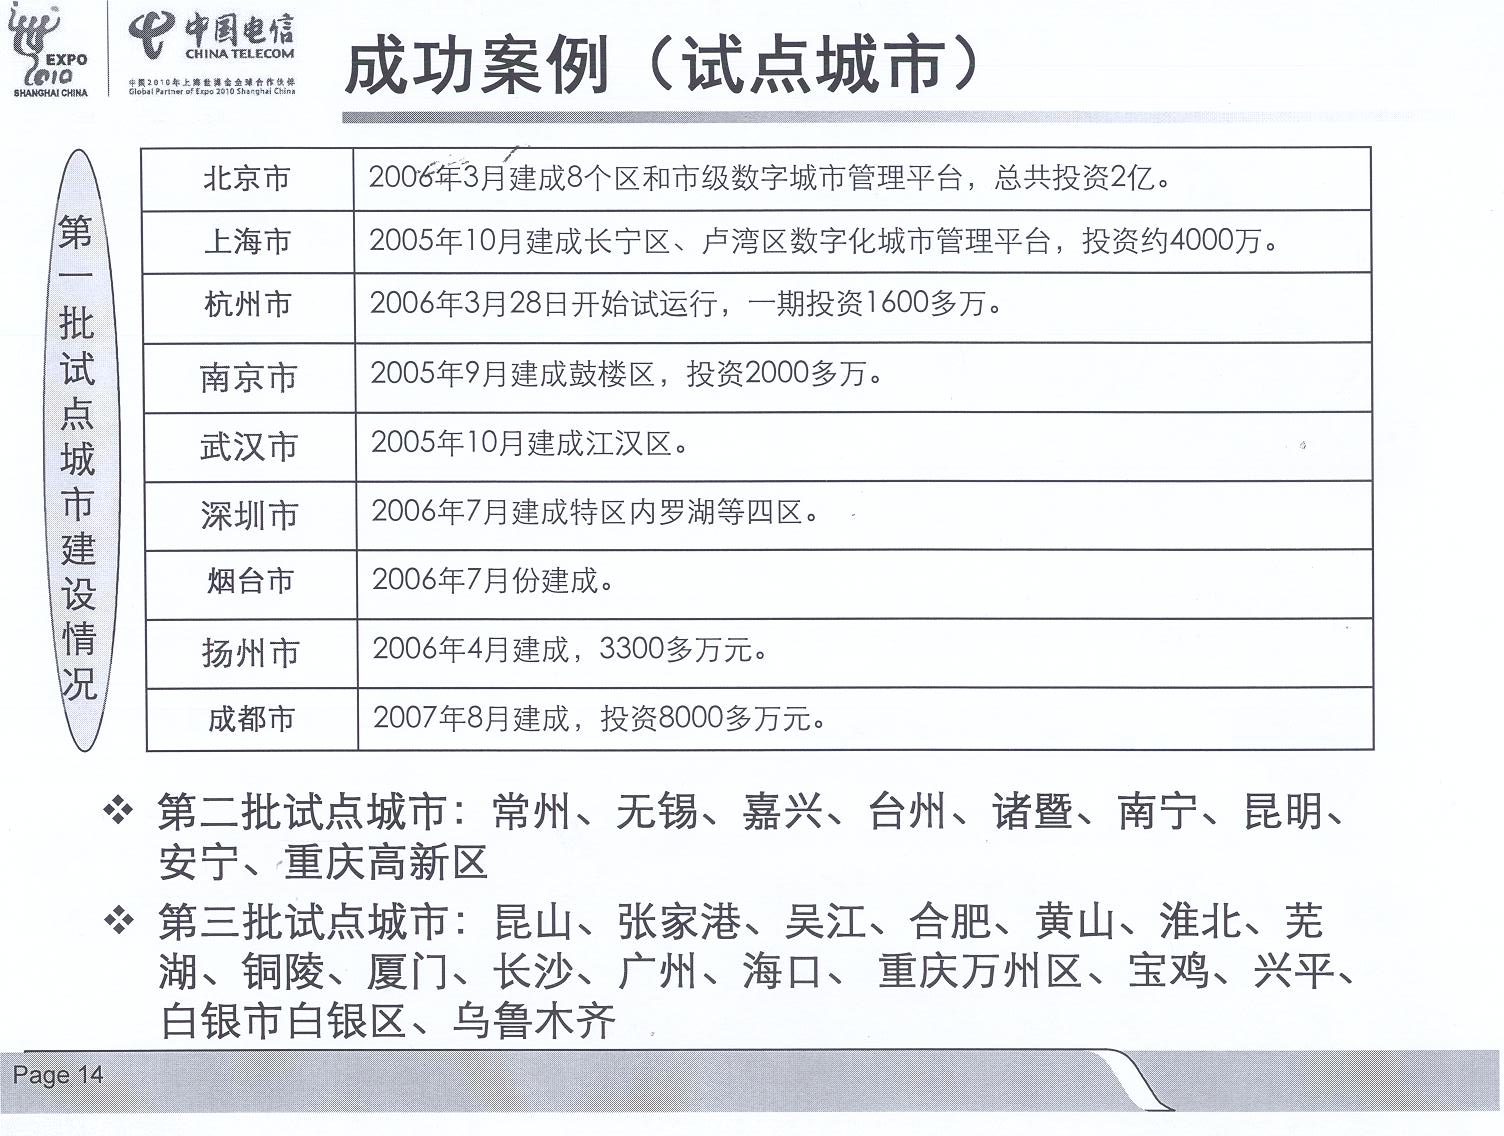 EXPO
2010
SHANGHAI CHINA
中国电信
CHINA TELECOM
中国2010年上海世博会全球合作伙伴
Global Partner of Expo 2010 Shanghai China
成功案例（试点城市）
第一批试点城市建设情况
北京市 2006年3月建成8个区和市级数字城市管理平台，总共投资2亿。
上海市 2005年10月建成长宁区、卢湾区数字化城市管理平台，投资约4000万。
杭州市 2006年3月28日开始试运行，一期投资1600多万。
南京市 2005年9月建成鼓楼区，投资2000多万。
武汉市 2005年10月建成江汉区。
深圳市 2006年7月建成特区内罗湖等四区。
烟台市 2006年7月份建成。
扬州市 2006年4月建成，3300多万元。
成都市 2007年8月建成，投资8000多万元。
❖ 第二批试点城市：常州、无锡、嘉兴、台州、诸暨、南宁、昆明、
安宁、重庆高新区
❖ 第三批试点城市：昆山、张家港、吴江、合肥、黄山、淮北、芜
湖、铜陵、厦门、长沙、广州、海口、重庆万州区、宝鸡、兴平、
白银市白银区、乌鲁木齐
Page 14